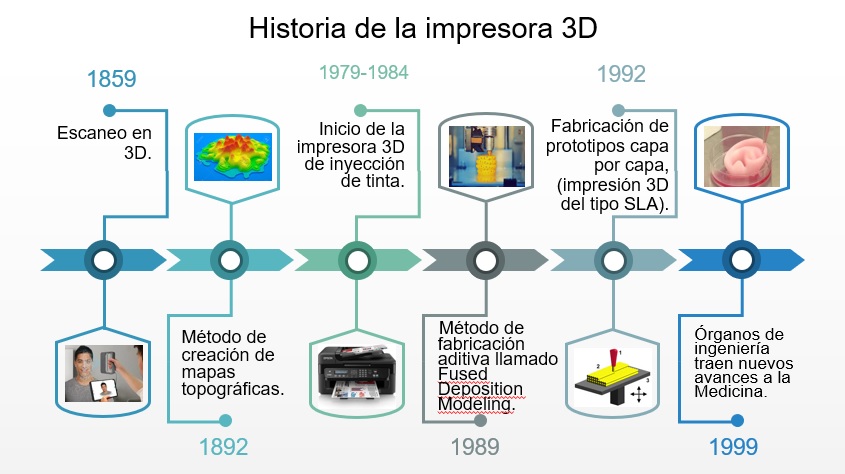 Historia de la impresora 3D
1859
Escaneo en
3D.
Método de
creación de
mapas
topográficas.
1892
1979-1984
Inicio de la
impresora 3D
de inyección
de tinta.
Método de
fabricación
aditiva llamado
Fused
Deposition
Modeling.
1989
1992
Fabricación de
prototipos capa
por capa,
(impresión 3D
del tipo SLA).
2
1
3
Órganos de
ingeniería
traen nuevos
avances a la
Medicina.
1999